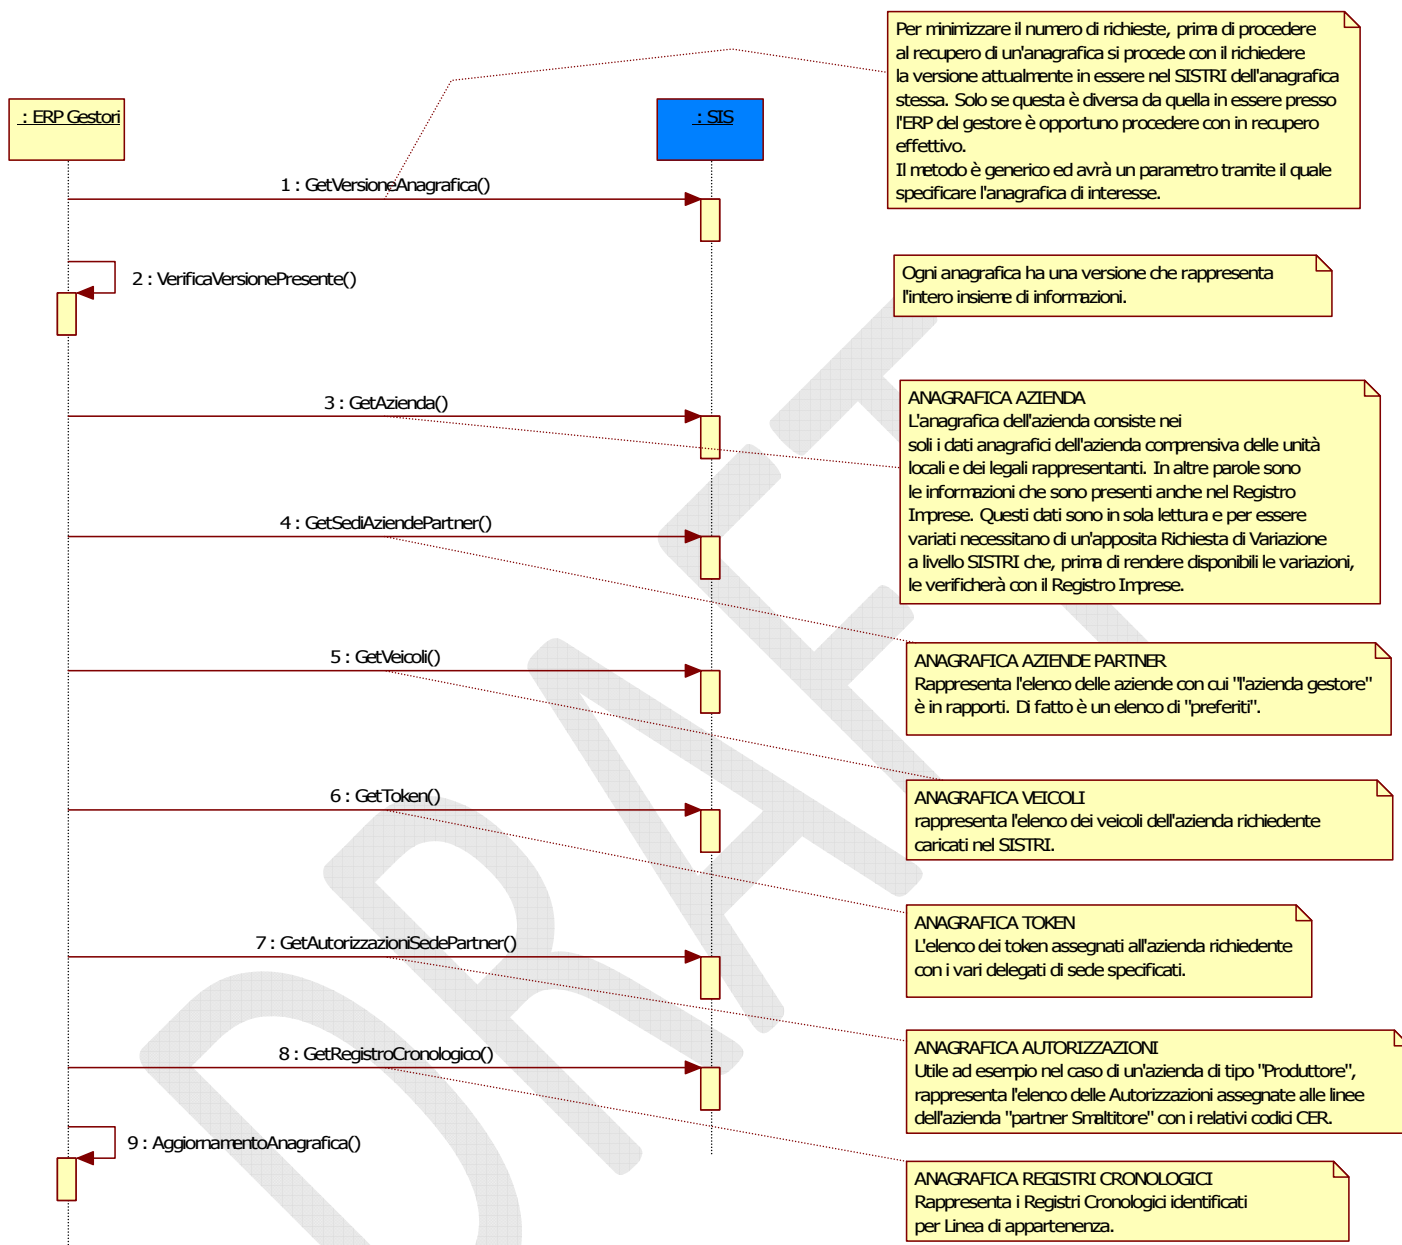 Per minimizzare il numero di richieste, prima di procedere
al recupero di un'anagrafica si procede con il richiedere
la versione attualmente in essere nel SISTRI dell'anagrafica
stessa. Solo se questa è diversa da quella in essere presso
l'ERP del gestore è opportuno procedere con in recupero
effettivo.
Il metodo è generico ed avrà un parametro tramite il quale
specificare l'anagrafica di interesse.
: ERP Gestori
: SIS
1 : GetVersioneAnagrafica()
2 : VerificaVersionePresente()
Ogni anagrafica ha una versione che rappresenta
l'intero insieme di informazioni.
3 : GetAzienda()
ANAGRAFICA AZIENDA
L'anagrafica dell'azienda consiste nei
soli i dati anagrafici dell'azienda comprensiva delle unità
locali e dei legali rappresentanti. In altre parole sono
le informazioni che sono presenti anche nel Registro
Imprese. Questi dati sono in sola lettura e per essere
variati necessitano di un'apposita Richiesta di Variazione
a livello SISTRI che, prima di rendere disponibili le variazioni,
le verificherà con il Registro Imprese.
4 : GetSediAziendePartner()
ANAGRAFICA AZIENDE PARTNER
Rappresenta l'elenco delle aziende con cui "l'azienda gestore"
è in rapporti. Di fatto è un elenco di "preferiti".
5 : GetVeicoli()
ANAGRAFICA VEICOLI
rappresenta l'elenco dei veicoli dell'azienda richiedente
caricati nel SISTRI.
6 : GetToken()
ANAGRAFICA TOKEN
L'elenco dei token assegnati all'azienda richiedente
con i vari delegati di sede specificati.
7 : GetAutorizzazioniSedePartner()
ANAGRAFICA AUTORIZZAZIONI
Utile ad esempio nel caso di un'azienda di tipo "Produttore",
rappresenta l'elenco delle Autorizzazioni assegnate alle linee
dell'azienda "partner Smaltitore" con i relativi codici CER.
8 : GetRegistroCronologico()
9 : AggiornamentoAnagrafica()
ANAGRAFICA REGISTRI CRONOLOGICI
Rappresenta i Registri Cronologici identificati
per Linea di appartenenza.
DRAFT